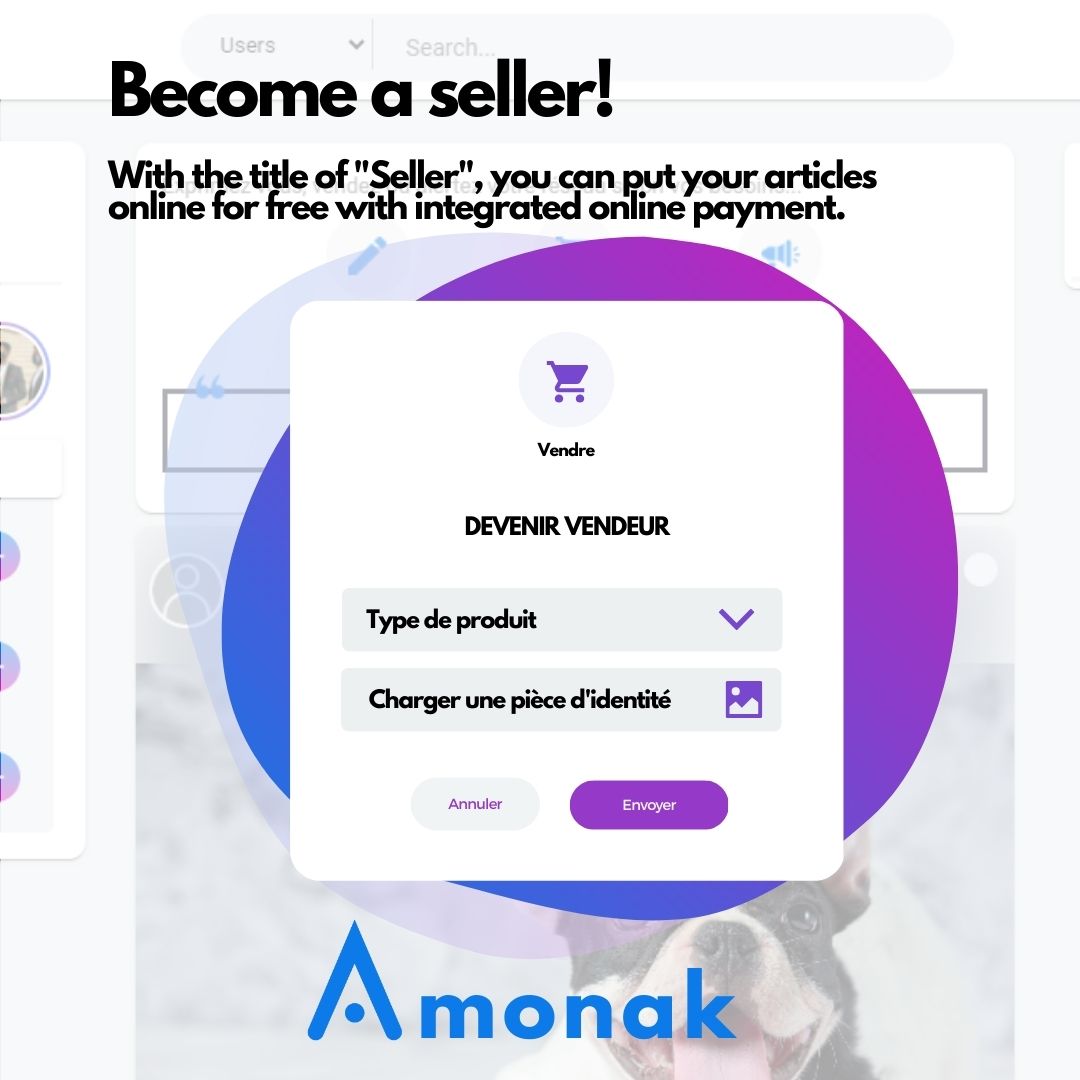 Users
Search...
Become a seller!
With the title of "Seller", you can put your articles
online for free with integrated online payment.
Vendre
DEVENIR VENDEUR
Type de produit
Charger une pièce d'identité
Annuler
Envoyer
Amonak